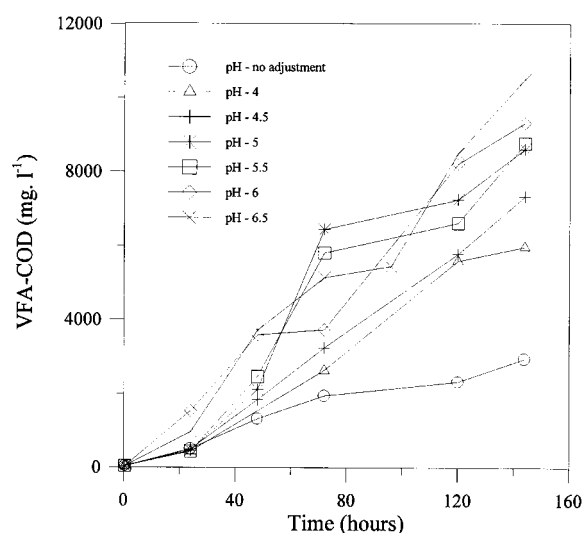 12000
8000
4000
0
VFA-COD (mg. l-1)
pH - no adjustment
pH - 4
pH - 4.5
pH - 5
pH - 5.5
pH - 6
pH - 6.5
0
40
80
120
160
Time (hours)